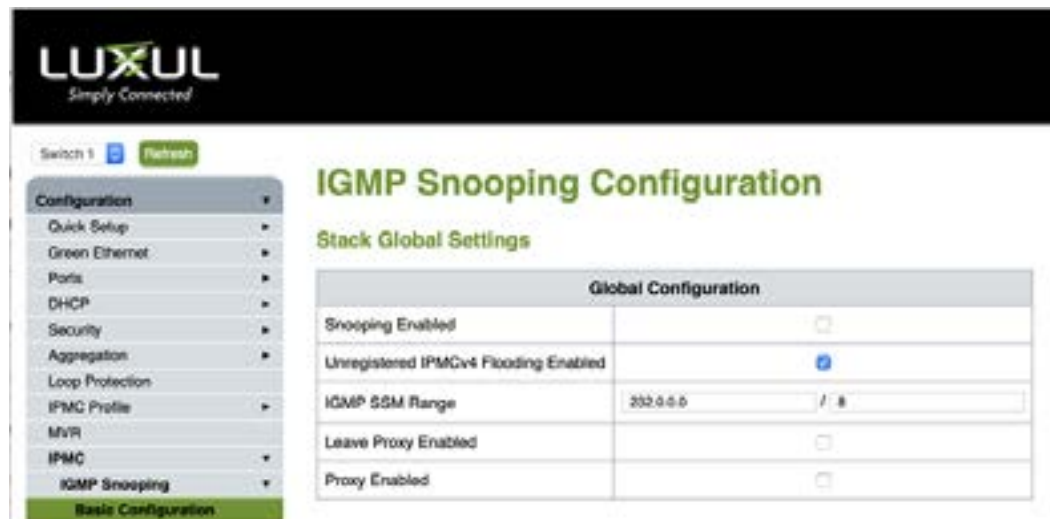 LUXUL
Simply Connected
Switch 1 Refresh
Configuration
Quick Setup
Green Ethernet
Ports
DHCP
Security
Aggregation
Loop Protection
IPMC Profile
MVR
IPMC
IGMP Snooping
Basic Configuration
IGMP Snooping Configuration
Stack Global Settings
Global Configuration
Snooping Enabled
Unregistered IPMCv4 Flooding Enabled
IGMP SSM Range 232.0.0.0 / 8
Leave Proxy Enabled
Proxy Enabled